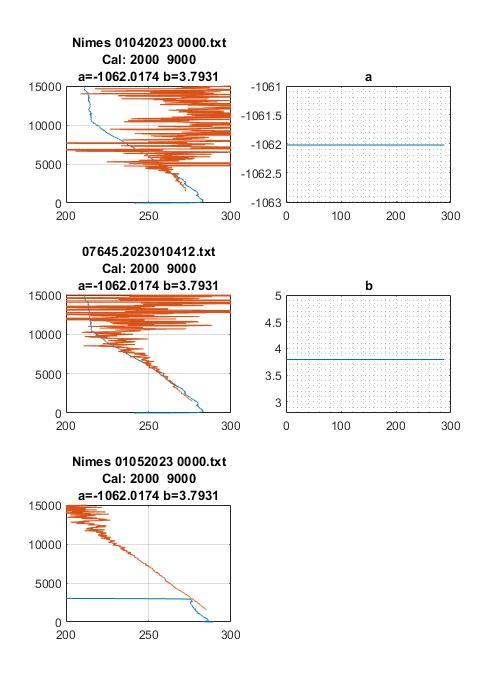 Nimes 01042023 0000.txt
Cal: 2000  9000
a=-1062.0174 b=3.7931
15000
10000
5000
0
200 250 300
a
-1061
-1061.5
-1062
-1062.5
-1063
0 100 200 300
07645.2023010412.txt
Cal: 2000  9000
a=-1062.0174 b=3.7931
15000
10000
5000
0
200 250 300
b
5
4.5
4
3.5
3
0 100 200 300
Nimes 01052023 0000.txt
Cal: 2000  9000
a=-1062.0174 b=3.7931
15000
10000
5000
0
200 250 300